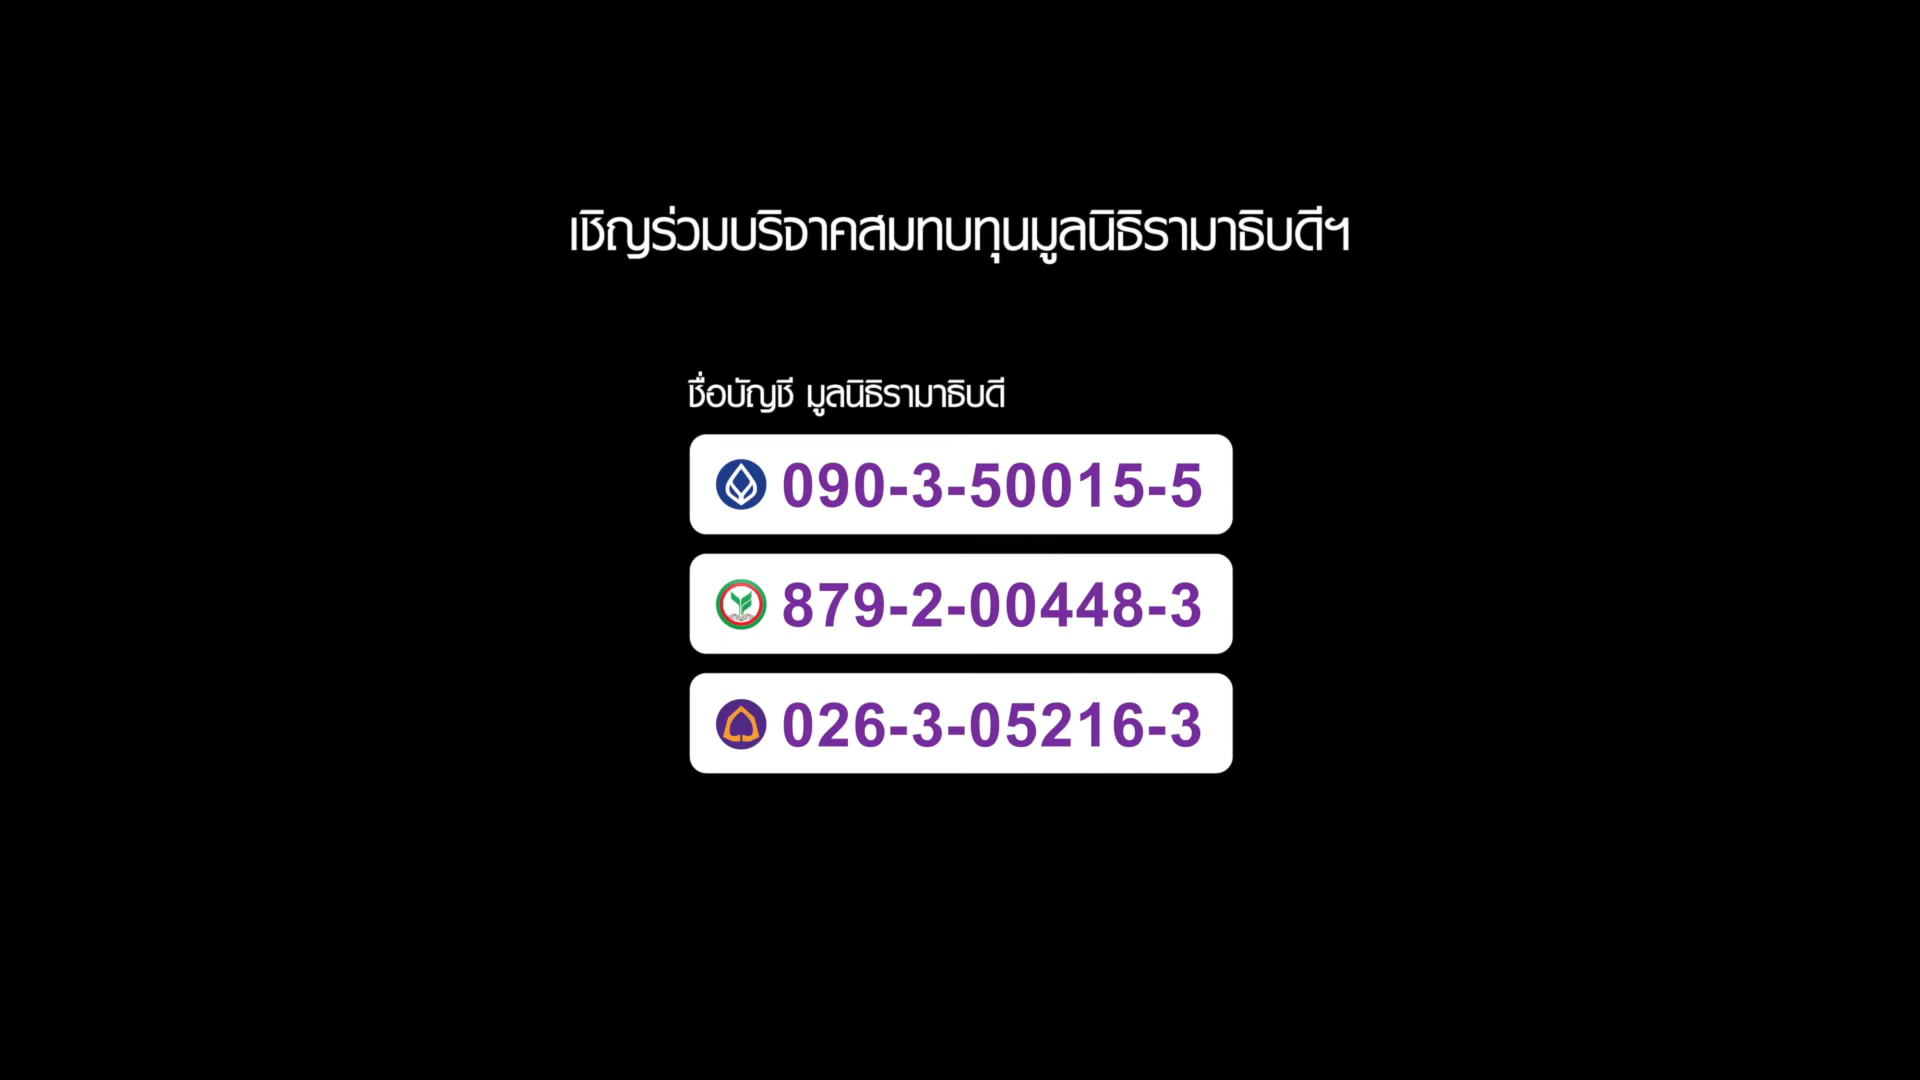 เชิญร่วมบริจาคสมทบทุนมูลนิธิรามาธิบดีฯ
ชื่อบัญชี มูลนิธิรามาธิบดี
090-3-50015-5
879-2-00448-3
026-3-05216-3